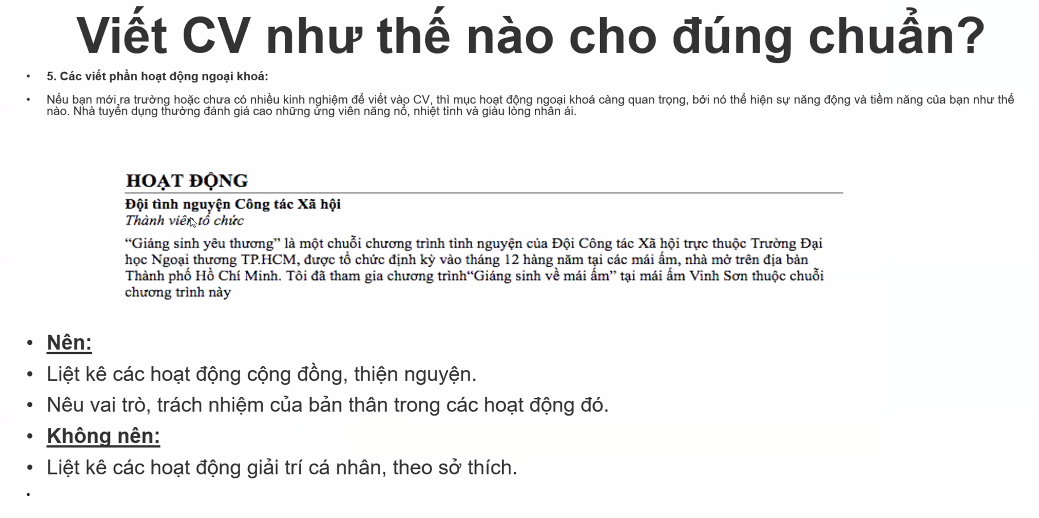 Viết CV như thế nào cho đúng chuẩn?
• 5. Các viết phần hoạt động ngoại khoá:
• Nếu bạn mới ra trường hoặc chưa có nhiều kinh nghiệm để viết vào CV, thì mục hoạt động ngoại khoá càng quan trọng, bởi nó thể hiện sự năng động và tiềm năng của bạn như thế
nào. Nhà tuyển dụng thường đánh giá cao những ứng viên năng nổ, nhiệt tình và giàu lòng nhân ái.
HOẠT ĐỘNG
Đội tình nguyện Công tác Xã hội
Thành viên tổ chức
“Giáng sinh yêu thương” là một chuỗi chương trình tình nguyện của Đội Công tác Xã hội trực thuộc Trường Đại
học Ngoại thương TP.HCM, được tổ chức định kỳ vào tháng 12 hàng năm tại các mái ấm, nhà mở trên địa bàn
Thành phố Hồ Chí Minh. Tôi đã tham gia chương trình“Giáng sinh về mái ấm” tại mái ấm Vinh Sơn thuộc chuỗi
chương trình này
• Nên:
• Liệt kê các hoạt động cộng đồng, thiện nguyện.
• Nêu vai trò, trách nhiệm của bản thân trong các hoạt động đó.
• Không nên:
• Liệt kê các hoạt động giải trí cá nhân, theo sở thích.
•